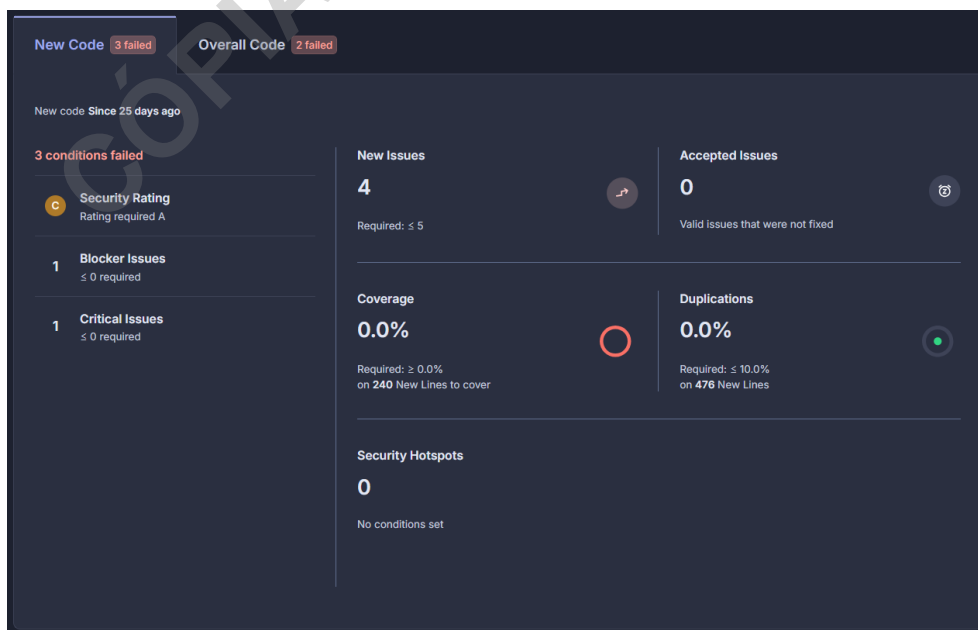 New Code 3 failed
Overall Code 2 failed
New code Since 25 days ago
3 conditions failed
C
Security Rating
Rating required A
1
Blocker Issues
≤ 0 required
1
Critical Issues
≤ 0 required
New Issues
4
Required: ≤ 5
Accepted Issues
0
Valid issues that were not fixed
Coverage
0.0%
Required: ≥ 0.0%
on 240 New Lines to cover
Duplications
0.0%
Required: ≤ 10.0%
on 476 New Lines
Security Hotspots
0
No conditions set
CÓPIA